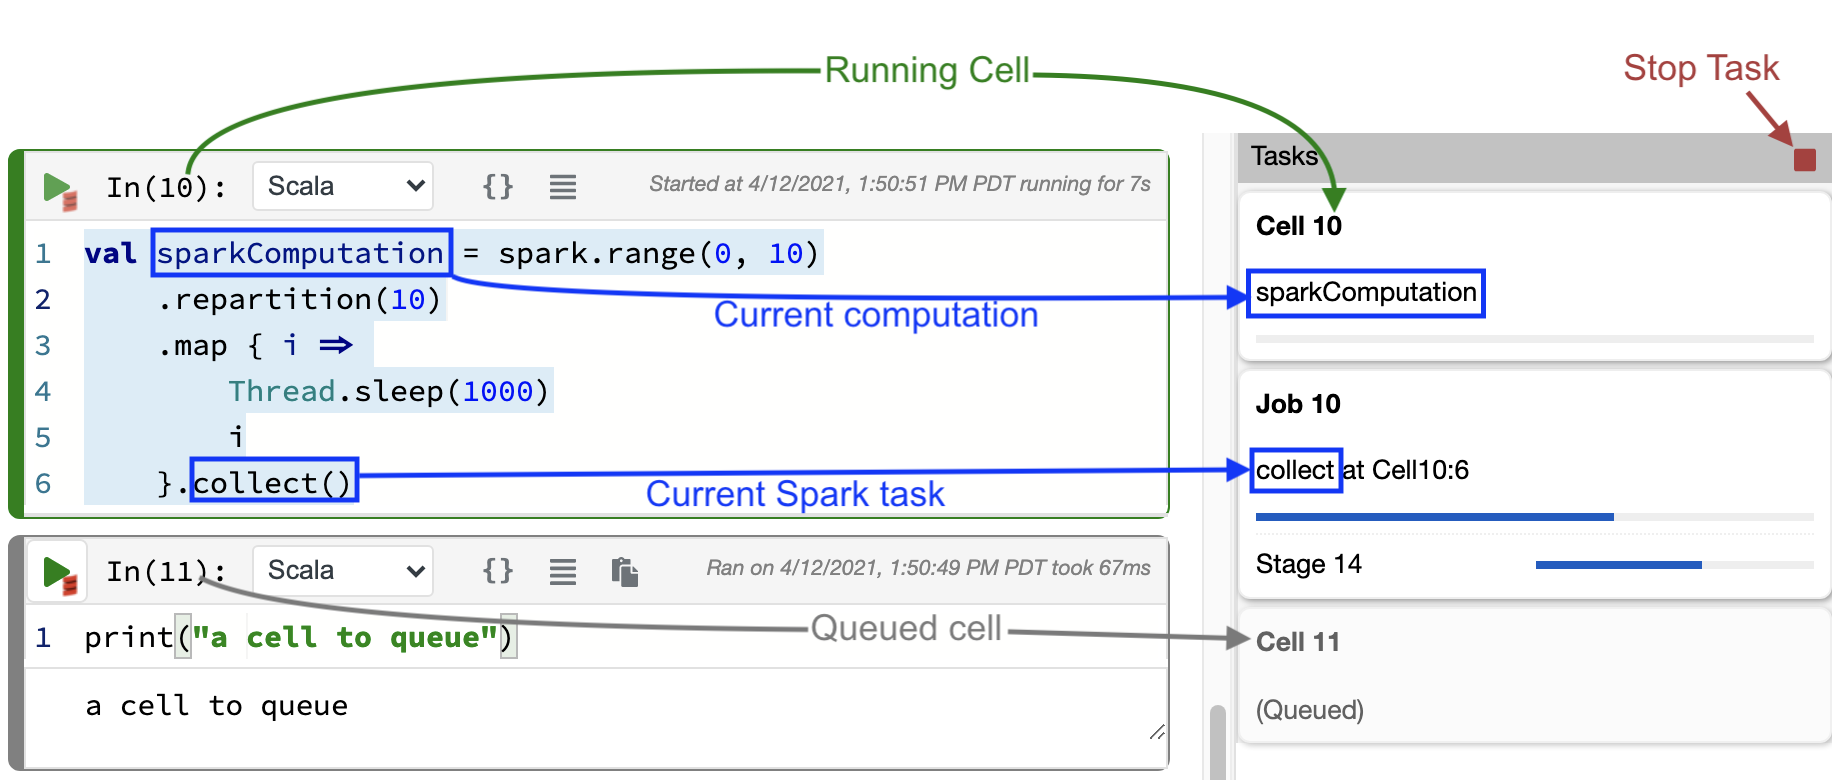 Running Cell
Stop Task
In(10):
Scala
{}
Started at 4/12/2021, 1:50:51 PM PDT running for 7s
1 val sparkComputation = spark.range(0, 10)
2 .repartition(10)
3 .map { i ⇒
4 Thread.sleep(1000)
5 i
6 }.collect()
Current computation
Current Spark task
In(11):
Scala
{}
Ran on 4/12/2021, 1:50:49 PM PDT took 67ms
1 print("a cell to queue")
a cell to queue
Queued cell
Tasks
Cell 10
sparkComputation
Job 10
collect at Cell10:6
Stage 14
Cell 11
(Queued)